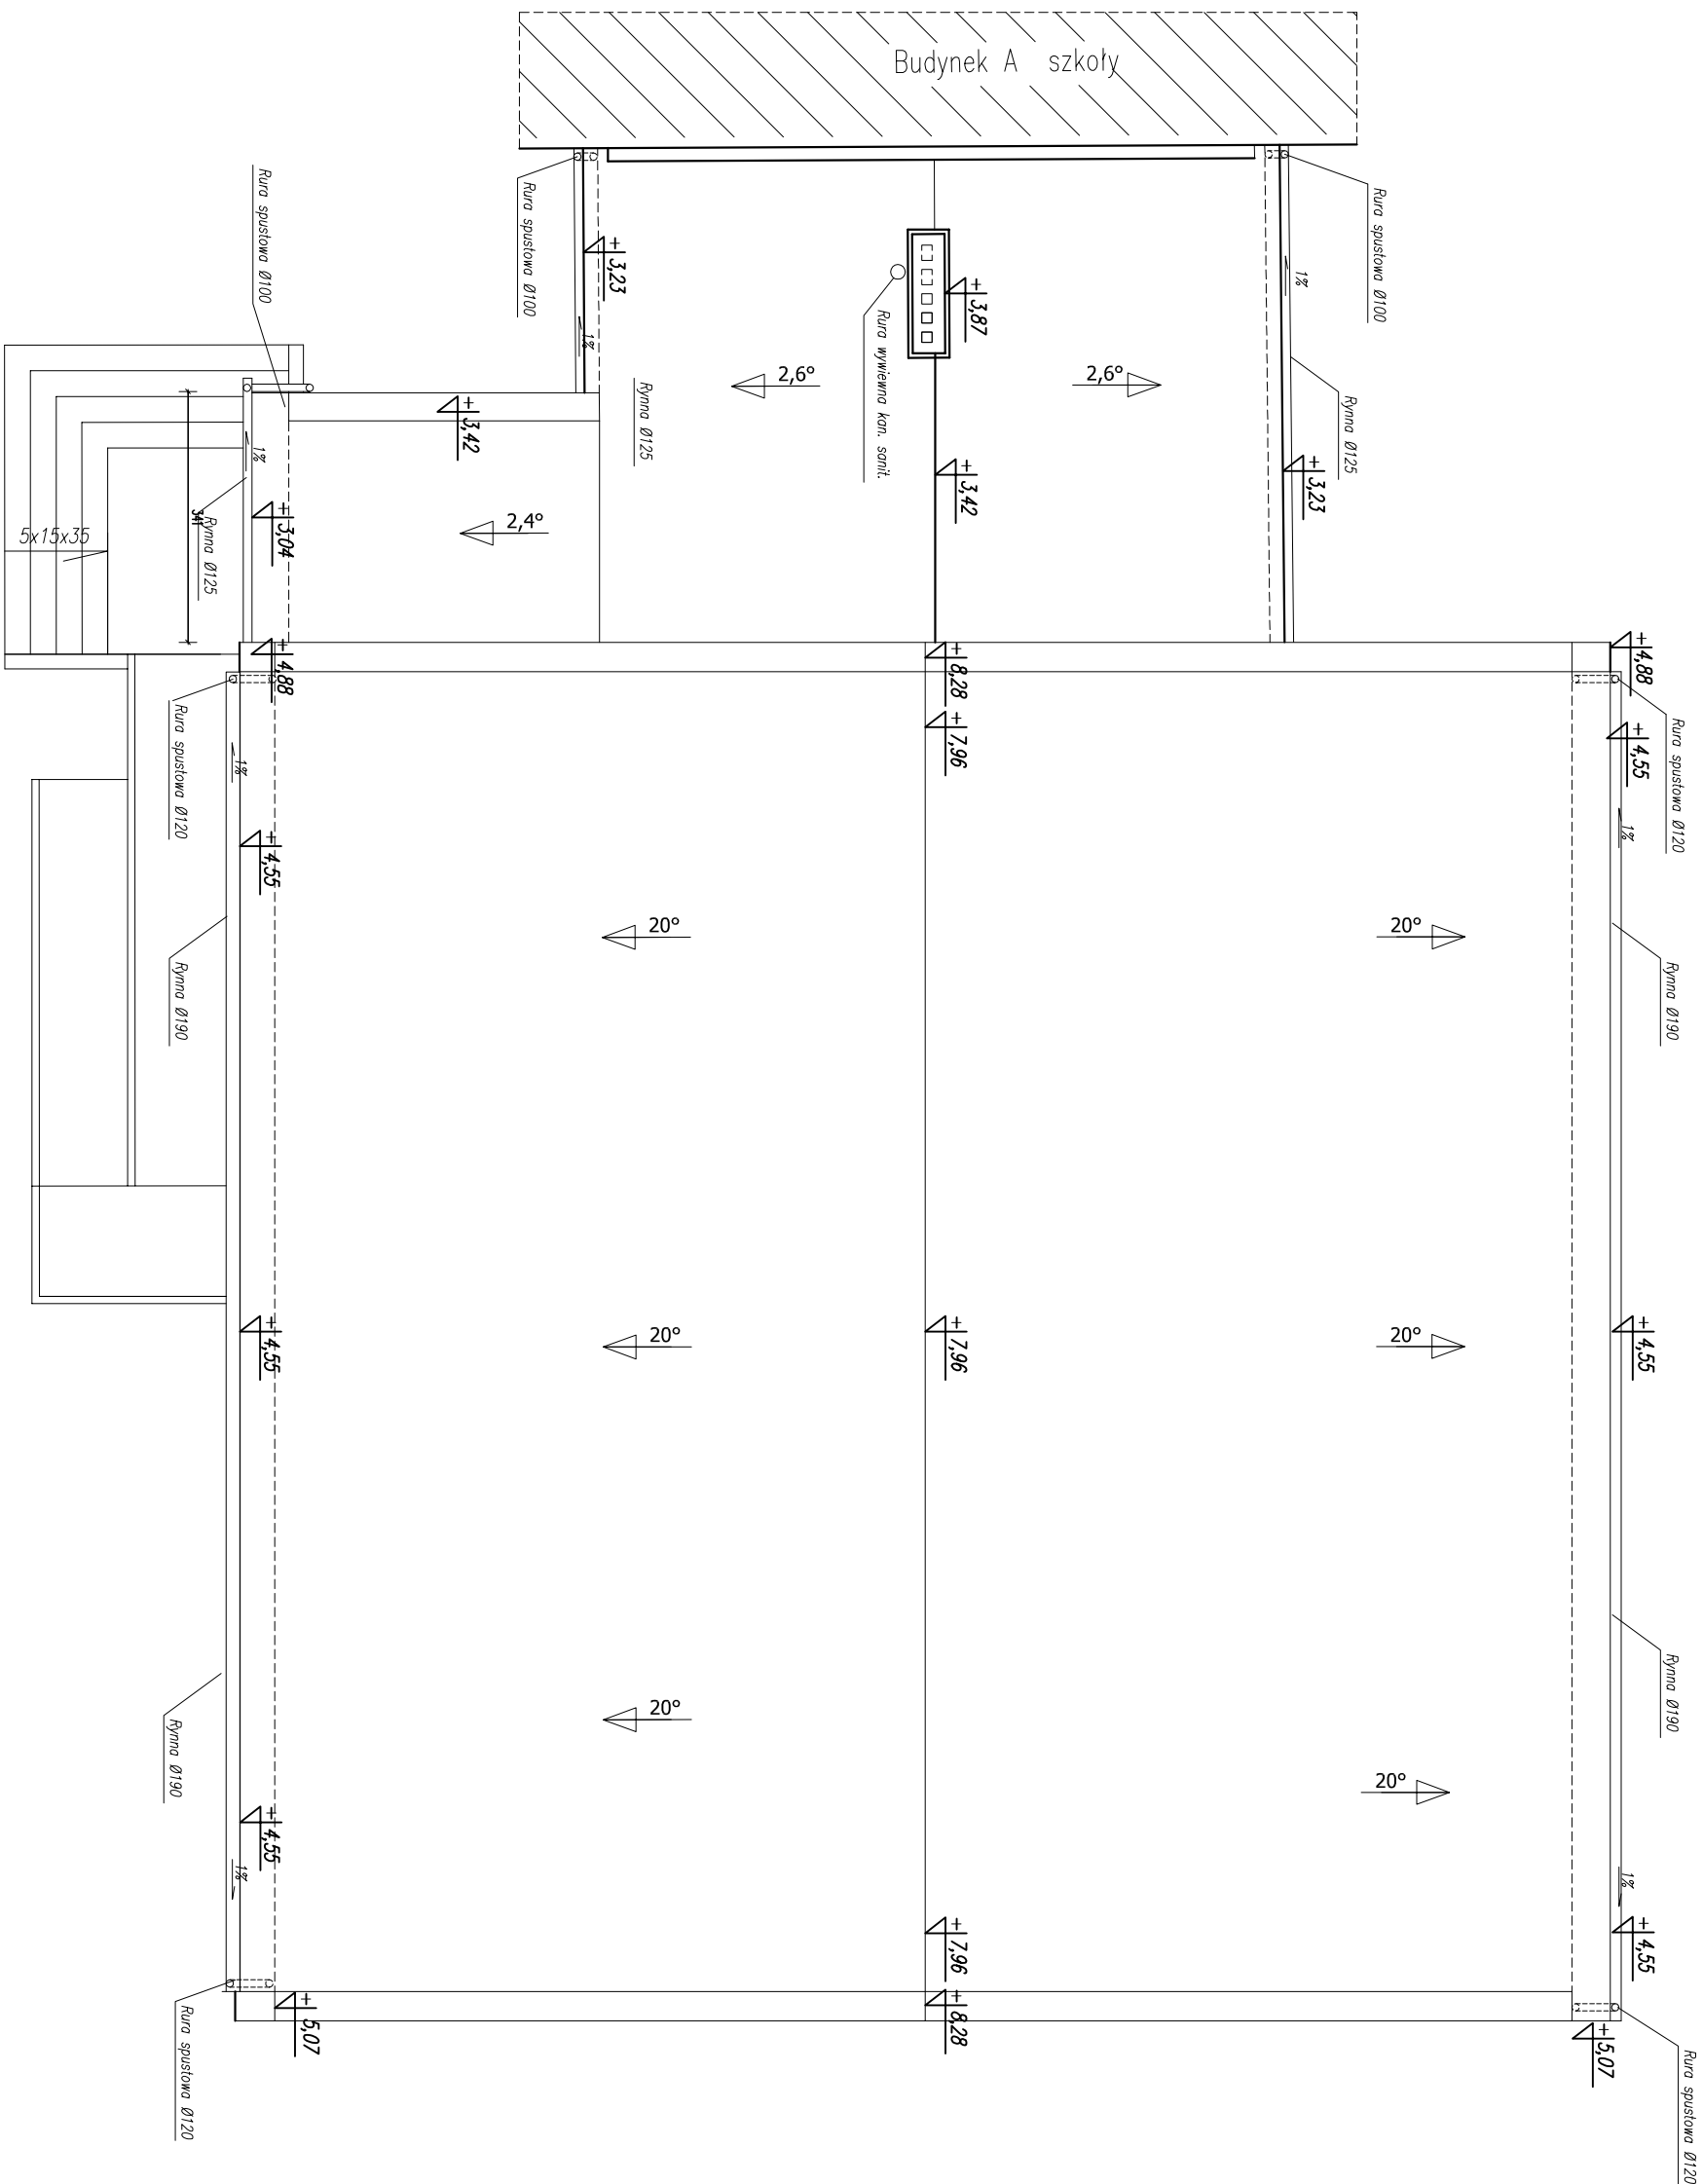 Budynek A szkoły
Rura spustowa Ø100
Rura spustowa Ø100
Rura spustowa Ø100
+3,23
1%
+3,87
1%
Rura wywiewna kan. sanit.
2,6°
2,6°
Rynna Ø125
Rynna Ø125
+3,42
+3,42
+3,23
1%
+3,04
2,4°
341
Rynna Ø125
5x15x35
+4,88
+8,28
+4,88
Rura spustowa Ø120
+7,96
+4,55
Rura spustowa Ø120
1%
1%
+4,55
20°
20°
Rynna Ø190
Rynna Ø190
+4,55
+7,96
+4,55
20°
20°
Rynna Ø190
Rynna Ø190
20°
20°
+4,55
1%
1%
+7,96
+4,55
+5,07
+8,28
+5,07
Rura spustowa Ø120
Rura spustowa Ø120